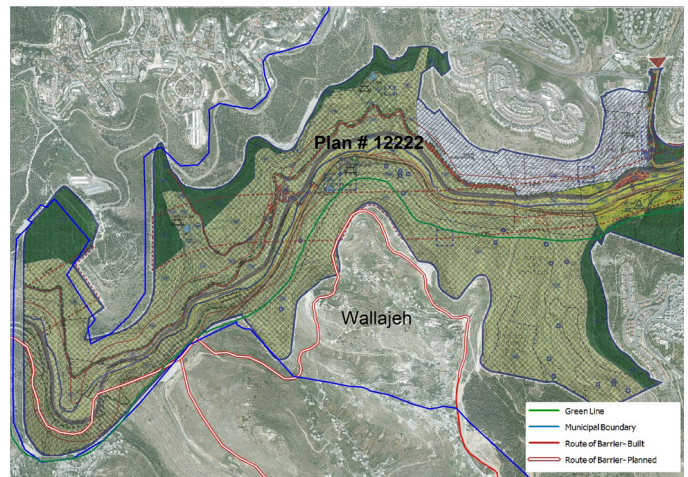 Plan # 12222
Wallajeh
Green Line
Municipal Boundary
Route of Barrier- Built
Route of Barrier- Planned